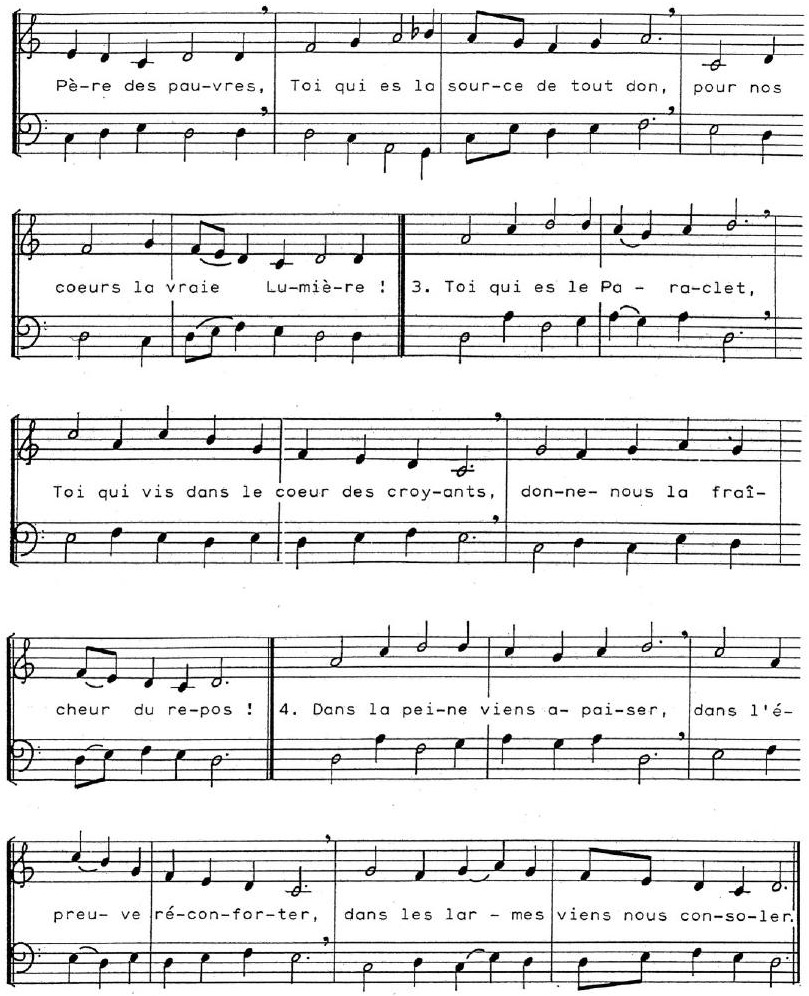 Pè-re des pau-vres, Toi qui es la sour-ce de tout don, pour nos
coeurs la vraie Lu-miè-re ! 3. Toi qui es le Pa - ra-clet,
Toi qui vis dans le coeur des croy-ants, don-ne- nous la fraî-
cheur du re-pos ! 4. Dans la pei-ne viens a- pai-ser, dans l'é-
preu- ve ré-con-for-ter, dans les lar - mes viens nous con-so-ler.